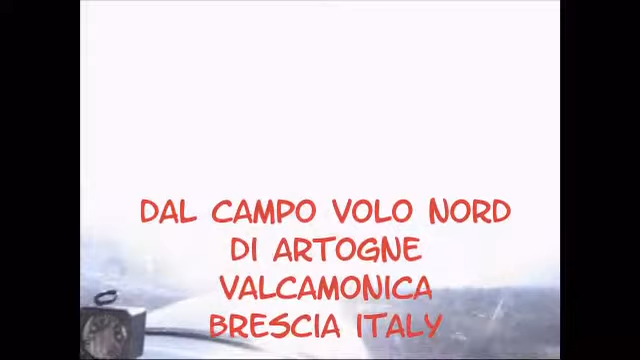 DAL CAMPO VOLO NORD
DI ARTOGNE
VALCAMONICA
BRESCIA ITALY